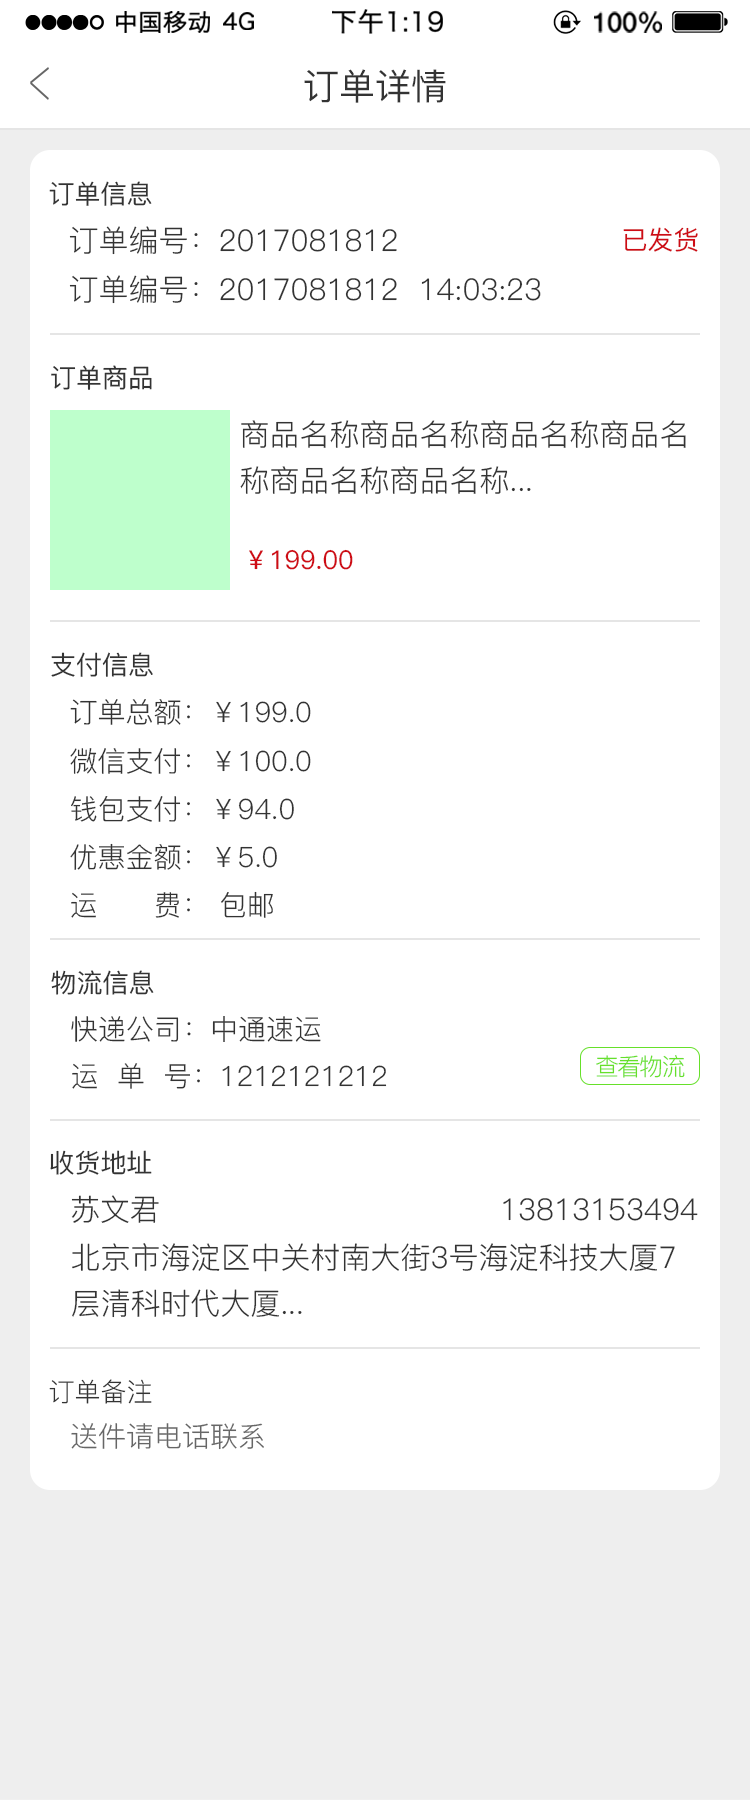 中国移动 4G 下午1:19 100%
订单详情
订单信息
订单编号：2017081812 已发货
订单编号：2017081812 14:03:23
订单商品
商品名称商品名称商品名称商品名
称商品名称商品名称...
￥199.00
支付信息
订单总额：￥199.0
微信支付：￥100.0
钱包支付：￥94.0
优惠金额：￥5.0
运 费：包邮
物流信息
快递公司：中通速运
运 单 号：1212121212 查看物流
收货地址
苏文君 13813153494
北京市海淀区中关村南大街3号海淀科技大厦7
层清科时代大厦...
订单备注
送件请电话联系